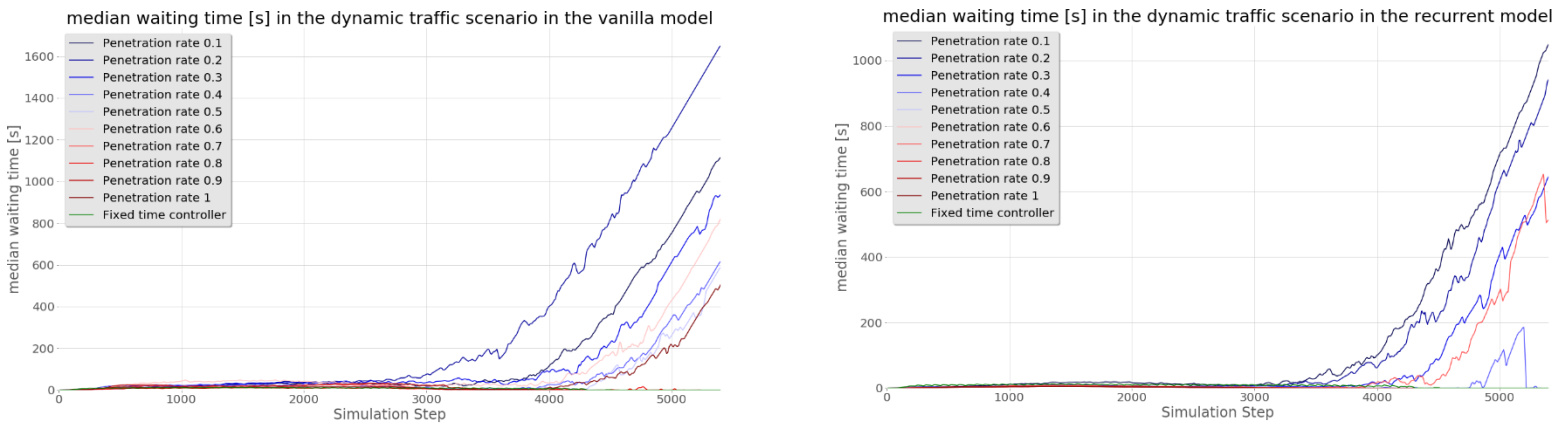 median waiting time [s] in the dynamic traffic scenario in the vanilla model
Penetration rate 0.1
Penetration rate 0.2
Penetration rate 0.3
Penetration rate 0.4
Penetration rate 0.5
Penetration rate 0.6
Penetration rate 0.7
Penetration rate 0.8
Penetration rate 0.9
Penetration rate 1
Fixed time controller
median waiting time [s]
1600
1400
1200
1000
800
600
400
200
0
0 1000 2000 3000 4000 5000
Simulation Step
median waiting time [s] in the dynamic traffic scenario in the recurrent model
Penetration rate 0.1
Penetration rate 0.2
Penetration rate 0.3
Penetration rate 0.4
Penetration rate 0.5
Penetration rate 0.6
Penetration rate 0.7
Penetration rate 0.8
Penetration rate 0.9
Penetration rate 1
Fixed time controller
median waiting time [s]
1000
800
600
400
200
0
0 1000 2000 3000 4000 5000
Simulation Step